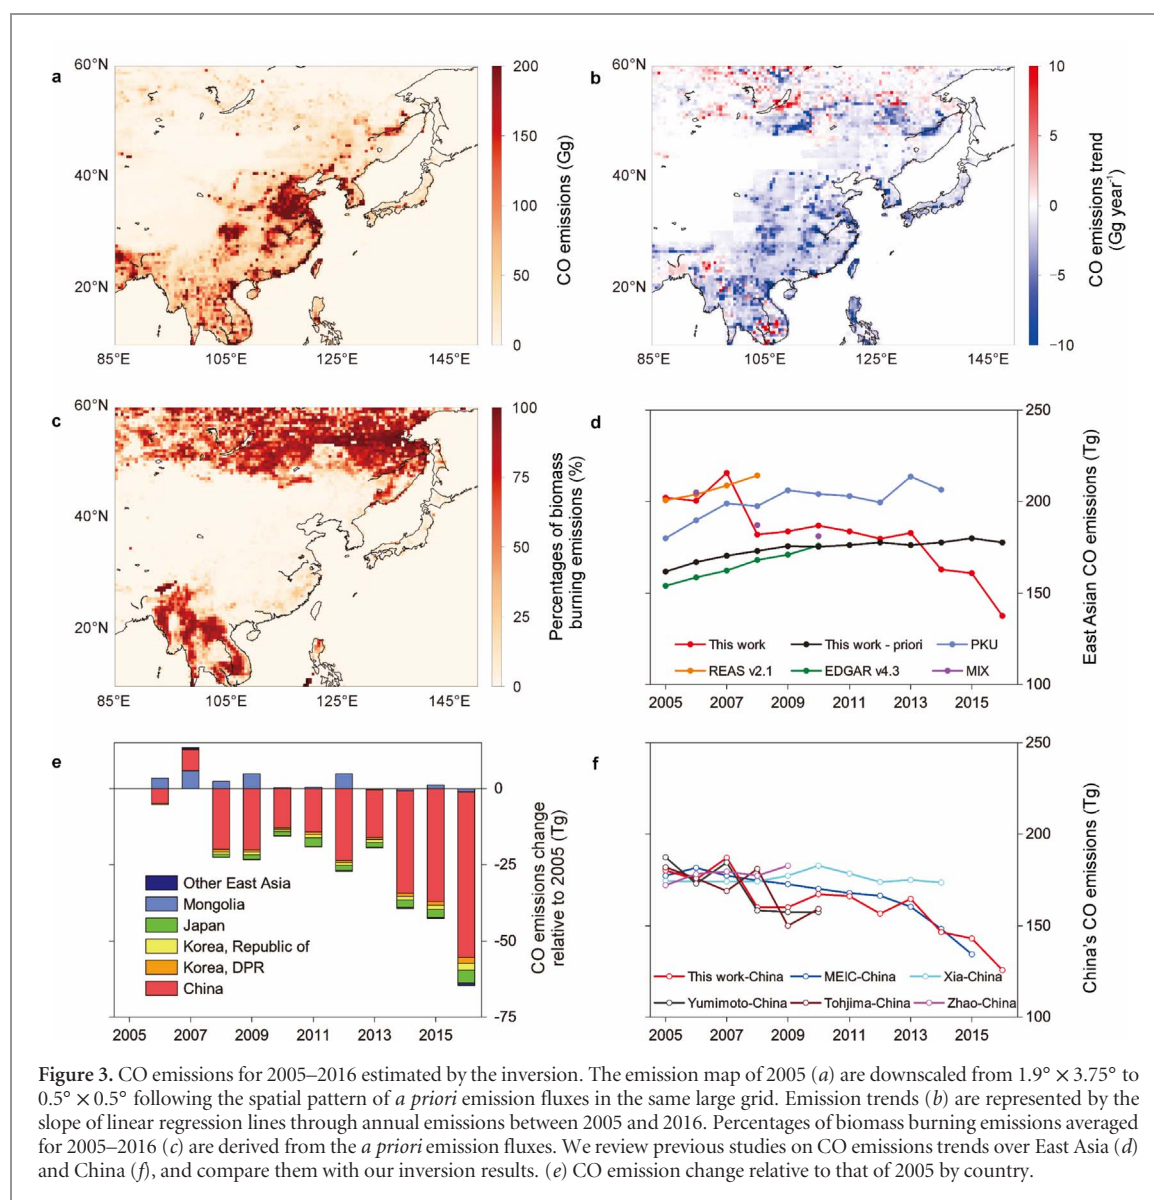 a
60°N
40°N
20°N
85°E
105°E
125°E
145°E
200
150
100
50
0
CO emissions (Gg)
b
60°N
40°N
20°N
85°E
105°E
125°E
145°E
10
5
0
−5
−10
CO emissions trend
(Gg year⁻¹)
c
60°N
40°N
20°N
85°E
105°E
125°E
145°E
100
75
50
25
0
Percentages of biomass
burning emissions (%)
d
250
200
150
100
East Asian CO emissions (Tg)
This work
This work - priori
PKU
REAS v2.1
EDGAR v4.3
MIX
2005
2007
2009
2011
2013
2015
e
0
-25
-50
-75
CO emissions change
relative to 2005 (Tg)
Other East Asia
Mongolia
Japan
Korea, Republic of
Korea, DPR
China
2005
2007
2009
2011
2013
2015
f
250
200
150
100
China's CO emissions (Tg)
This work-China
MEIC-China
Xia-China
Yumimoto-China
Tohjima-China
Zhao-China
2005
2007
2009
2011
2013
2015
Figure 3. CO emissions for 2005–2016 estimated by the inversion. The emission map of 2005 (a) are downscaled from 1.9° × 3.75° to
0.5° × 0.5° following the spatial pattern of a priori emission fluxes in the same large grid. Emission trends (b) are represented by the
slope of linear regression lines through annual emissions between 2005 and 2016. Percentages of biomass burning emissions averaged
for 2005–2016 (c) are derived from the a priori emission fluxes. We review previous studies on CO emissions trends over East Asia (d)
and China (f), and compare them with our inversion results. (e) CO emission change relative to that of 2005 by country.